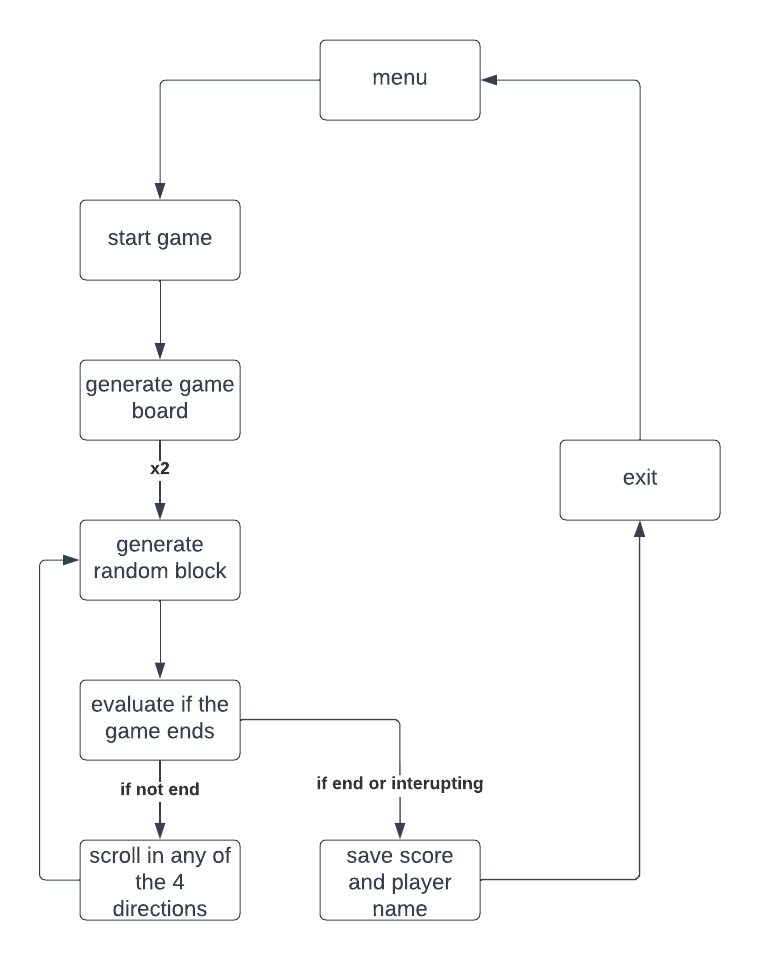 menu
start game
generate game
board
x2
generate
random block
exit
evaluate if the
game ends
if not end
if end or interupting
scroll in any of
the 4
directions
save score
and player
name